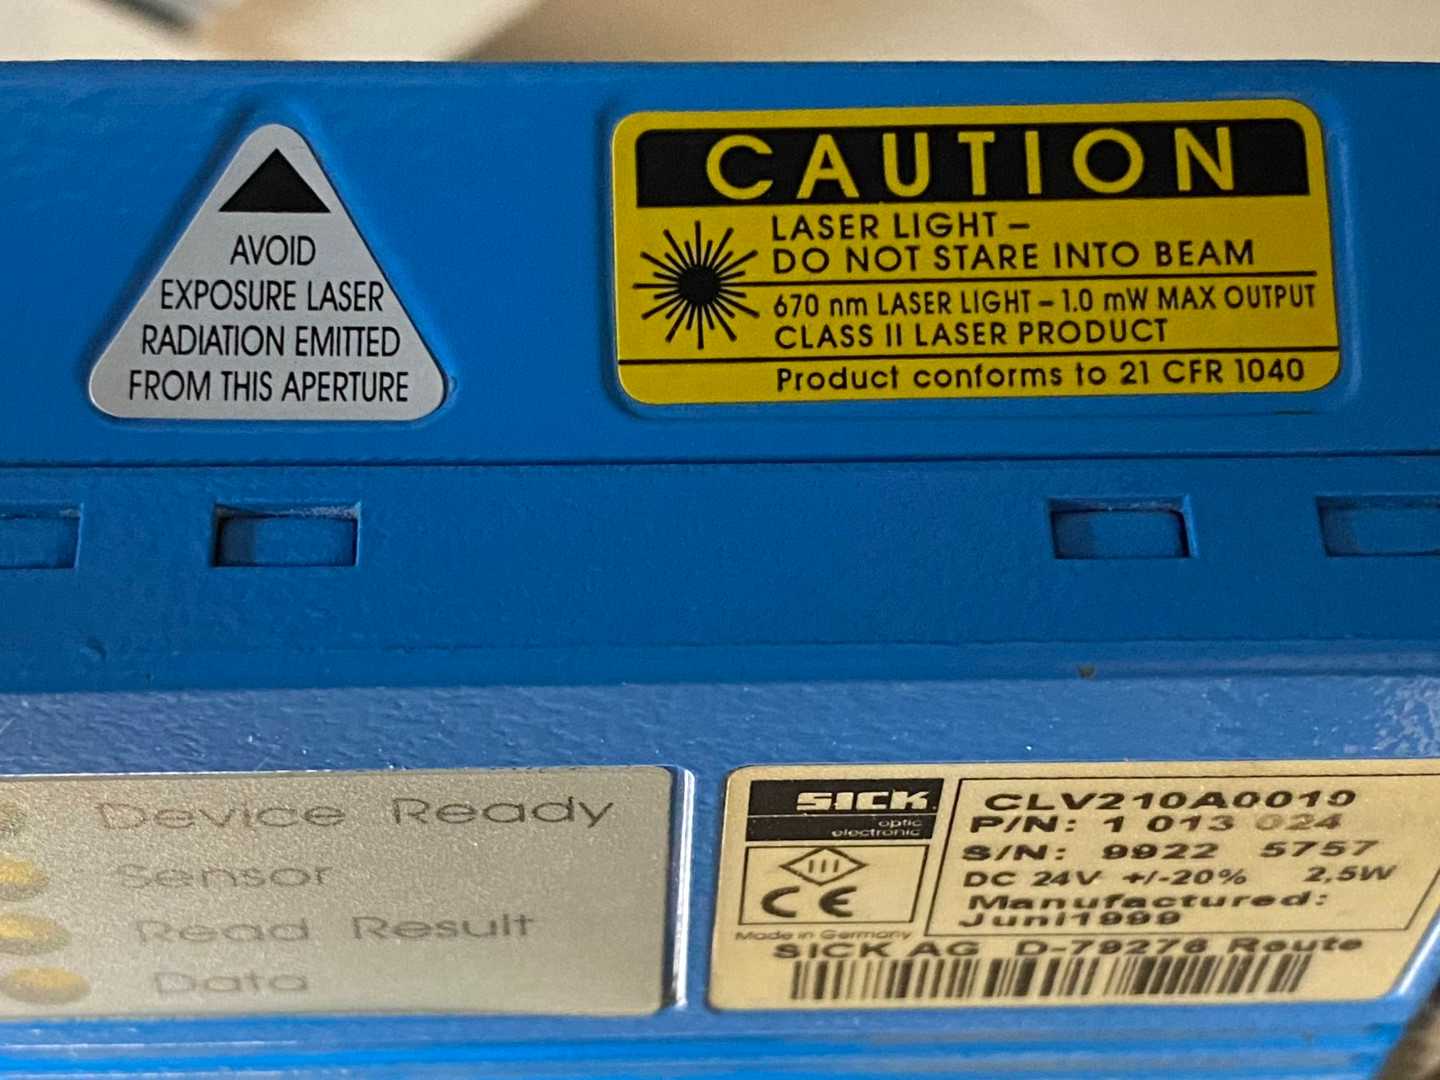 AVOID
EXPOSURE LASER
RADIATION EMITTED
FROM THIS APERTURE
CAUTION
LASER LIGHT –
DO NOT STARE INTO BEAM
670 nm LASER LIGHT – 1.0 mW MAX OUTPUT
CLASS II LASER PRODUCT
Product conforms to 21 CFR 1040
Device Ready
Sensor
Read Result
Data
SICK
optic
electronic
CE
Made in Germany
CLV210A0010
P/N: 1 013 024
S/N: 9922 5757
DC 24V +/-20% 2,5W
Manufactured:
Juni1999
SICK AG D-79276 Reute